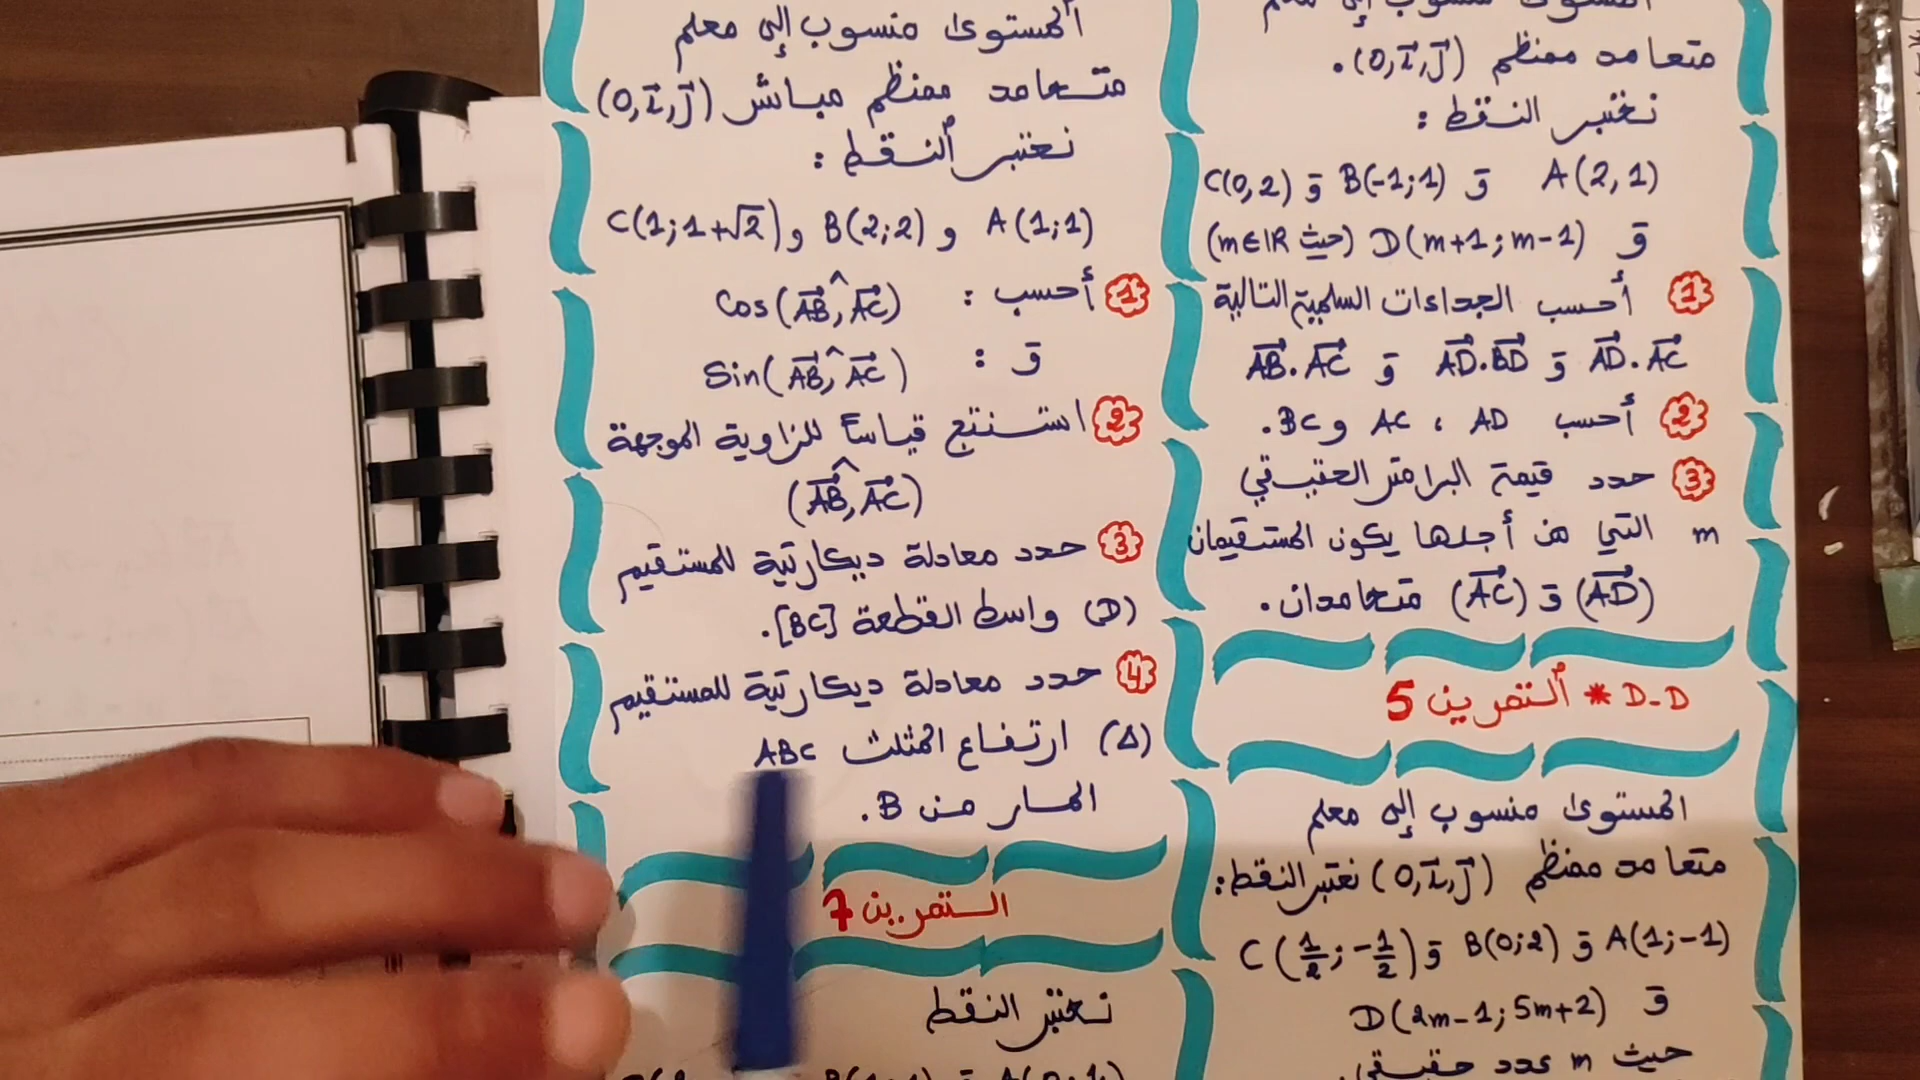 المستوى منسوب إلى معلم
متعامد ممنظم (O,i,j).
نعتبر النقط :
A(2,1) و B(-1;1) و C(0,2)
و D(m+1;m-1) (حيث m∈IR)
1 أحسب الجداءات السلمية التالية
AD.AC و AD.BD و AB.AC
2 أحسب AD ، AC و BC.
3 حدد قيمة البرامتر الحقيقي
m التي من أجلها يكون المستقيمان
(AD) و (AC) متعامدان.
D-D * التمرين 5
المستوى منسوب إلى معلم
متعامد ممنظم (O,i,j) نعتبر النقط:
A(1;-1) و B(0;2) و C(1/2;-1/2)
و D(2m-1;5m+2)
حيث m عدد حقيقي.
المستوى منسوب إلى معلم
متعامد ممنظم مباشر (O,i,j)
نعتبر النقط :
A(1;1) و B(2;2) و C(1;1+√2)
1 أحسب : Cos(AB,AC)
و : Sin(AB,AC)
2 استنتج قياسا للزاوية الموجهة
(AB,AC)
3 حدد معادلة ديكارتية للمستقيم
(D) واسط القطعة [BC].
4 حدد معادلة ديكارتية للمستقيم
(Δ) ارتفاع المثلث ABC
المار من B.
التمرين 7
نعتبر النقط